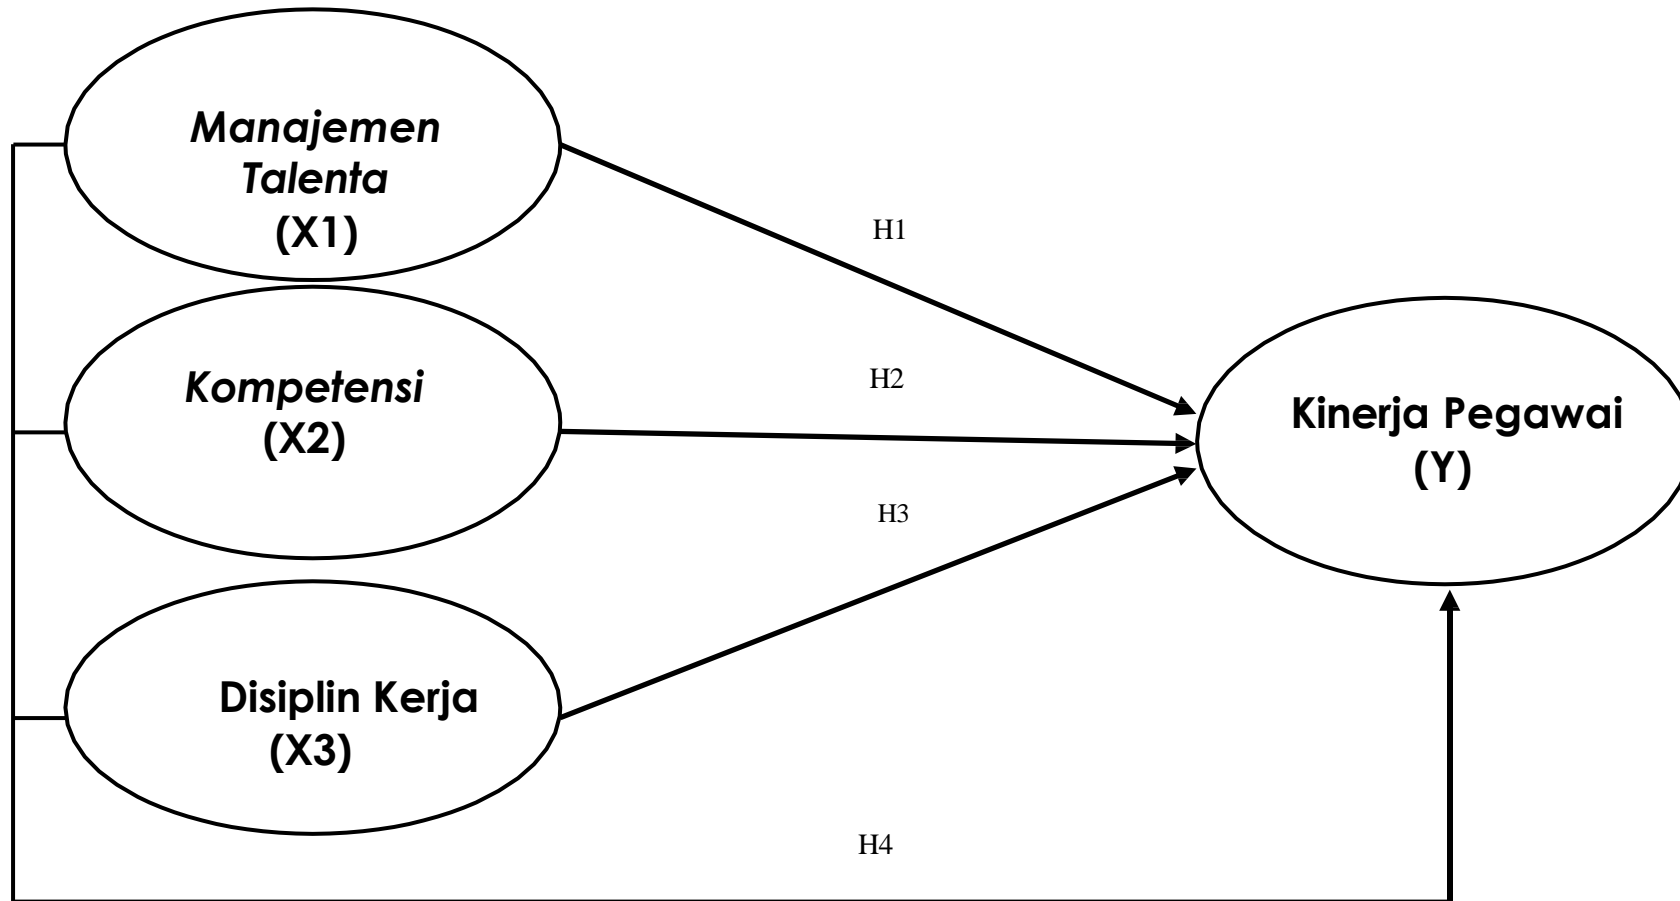 Manajemen
Talenta
(X1)
H1
Kompetensi
(X2)
H2
Kinerja Pegawai
(Y)
H3
Disiplin Kerja
(X3)
H4